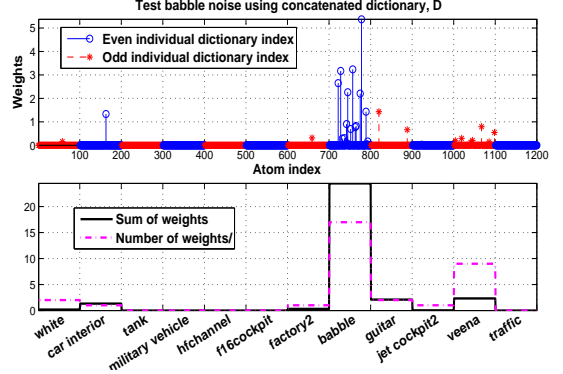 Test babble noise using concatenated dictionary, D
Even individual dictionary index
Odd individual dictionary index
Weights
5
4
3
2
1
0
0 100 200 300 400 500 600 700 800 900 1000 1100 1200
Atom index
Sum of weights
Number of weights/
20
15
10
5
0
white car interior tank military vehicle hfchannel f16cockpit factory2 babble guitar jet cockpit2 veena traffic